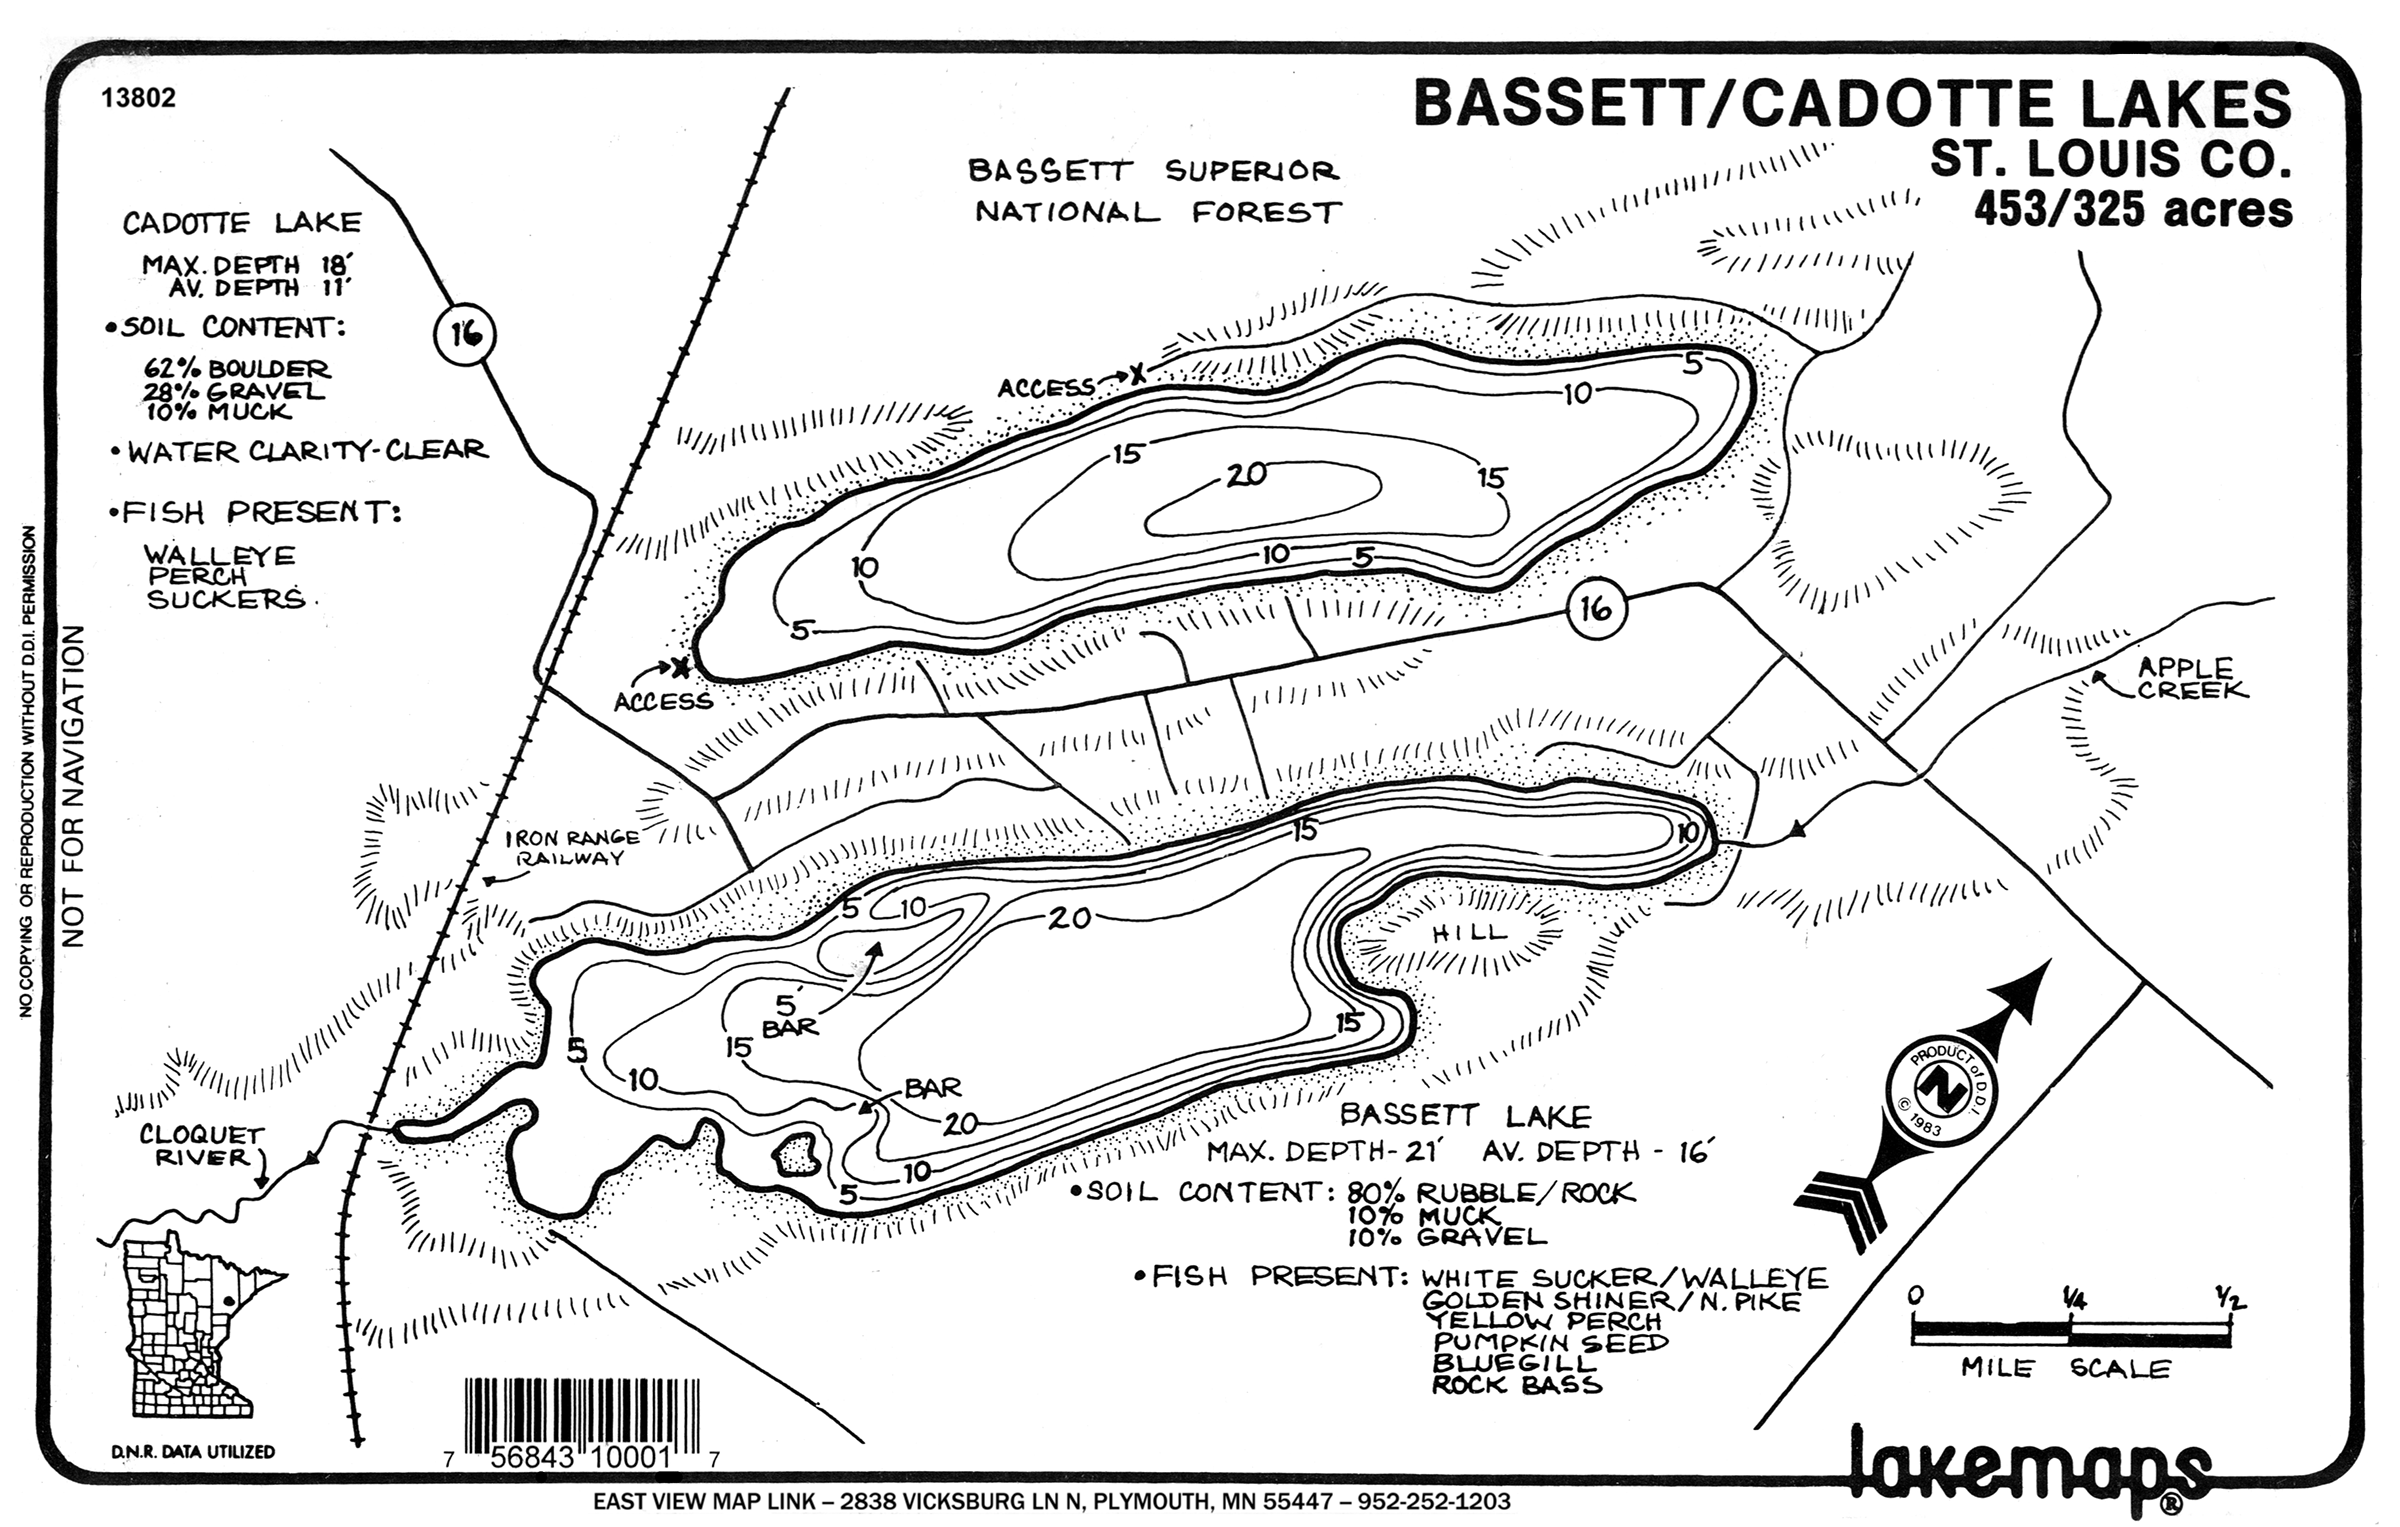 13802
BASSETT/CADOTTE LAKES
ST. LOUIS CO.
453/325 acres
BASSETT SUPERIOR
NATIONAL FOREST
CADOTTE LAKE
MAX. DEPTH 18'
AV. DEPTH 11'
•SOIL CONTENT:
62% BOULDER
28% GRAVEL
10% MUCK
•WATER CLARITY-CLEAR
•FISH PRESENT:
WALLEYE
PERCH
SUCKERS.
16
ACCESS
5
10
15
20
15
10
10
5
5
16
ACCESS
APPLE
CREEK
IRON RANGE
RAILWAY
15
10
5
10
20
HILL
5'
BAR
15
15
5
10
BAR
20
10
5
CLOQUET
RIVER
BASSETT LAKE
MAX. DEPTH-21' AV. DEPTH - 16'
•SOIL CONTENT: 80% RUBBLE/ROCK
10% MUCK
10% GRAVEL
•FISH PRESENT: WHITE SUCKER/WALLEYE
GOLDEN SHINER/N. PIKE
YELLOW PERCH
PUMPKIN SEED
BLUEGILL
ROCK BASS
PRODUCT of D.D.I.
N
© 1983
0 1/4 1/2
MILE SCALE
NO COPYING OR REPRODUCTION WITHOUT D.D.I. PERMISSION
NOT FOR NAVIGATION
D.N.R. DATA UTILIZED
7 56843 10001 7
lakemaps®
EAST VIEW MAP LINK – 2838 VICKSBURG LN N, PLYMOUTH, MN 55447 – 952-252-1203